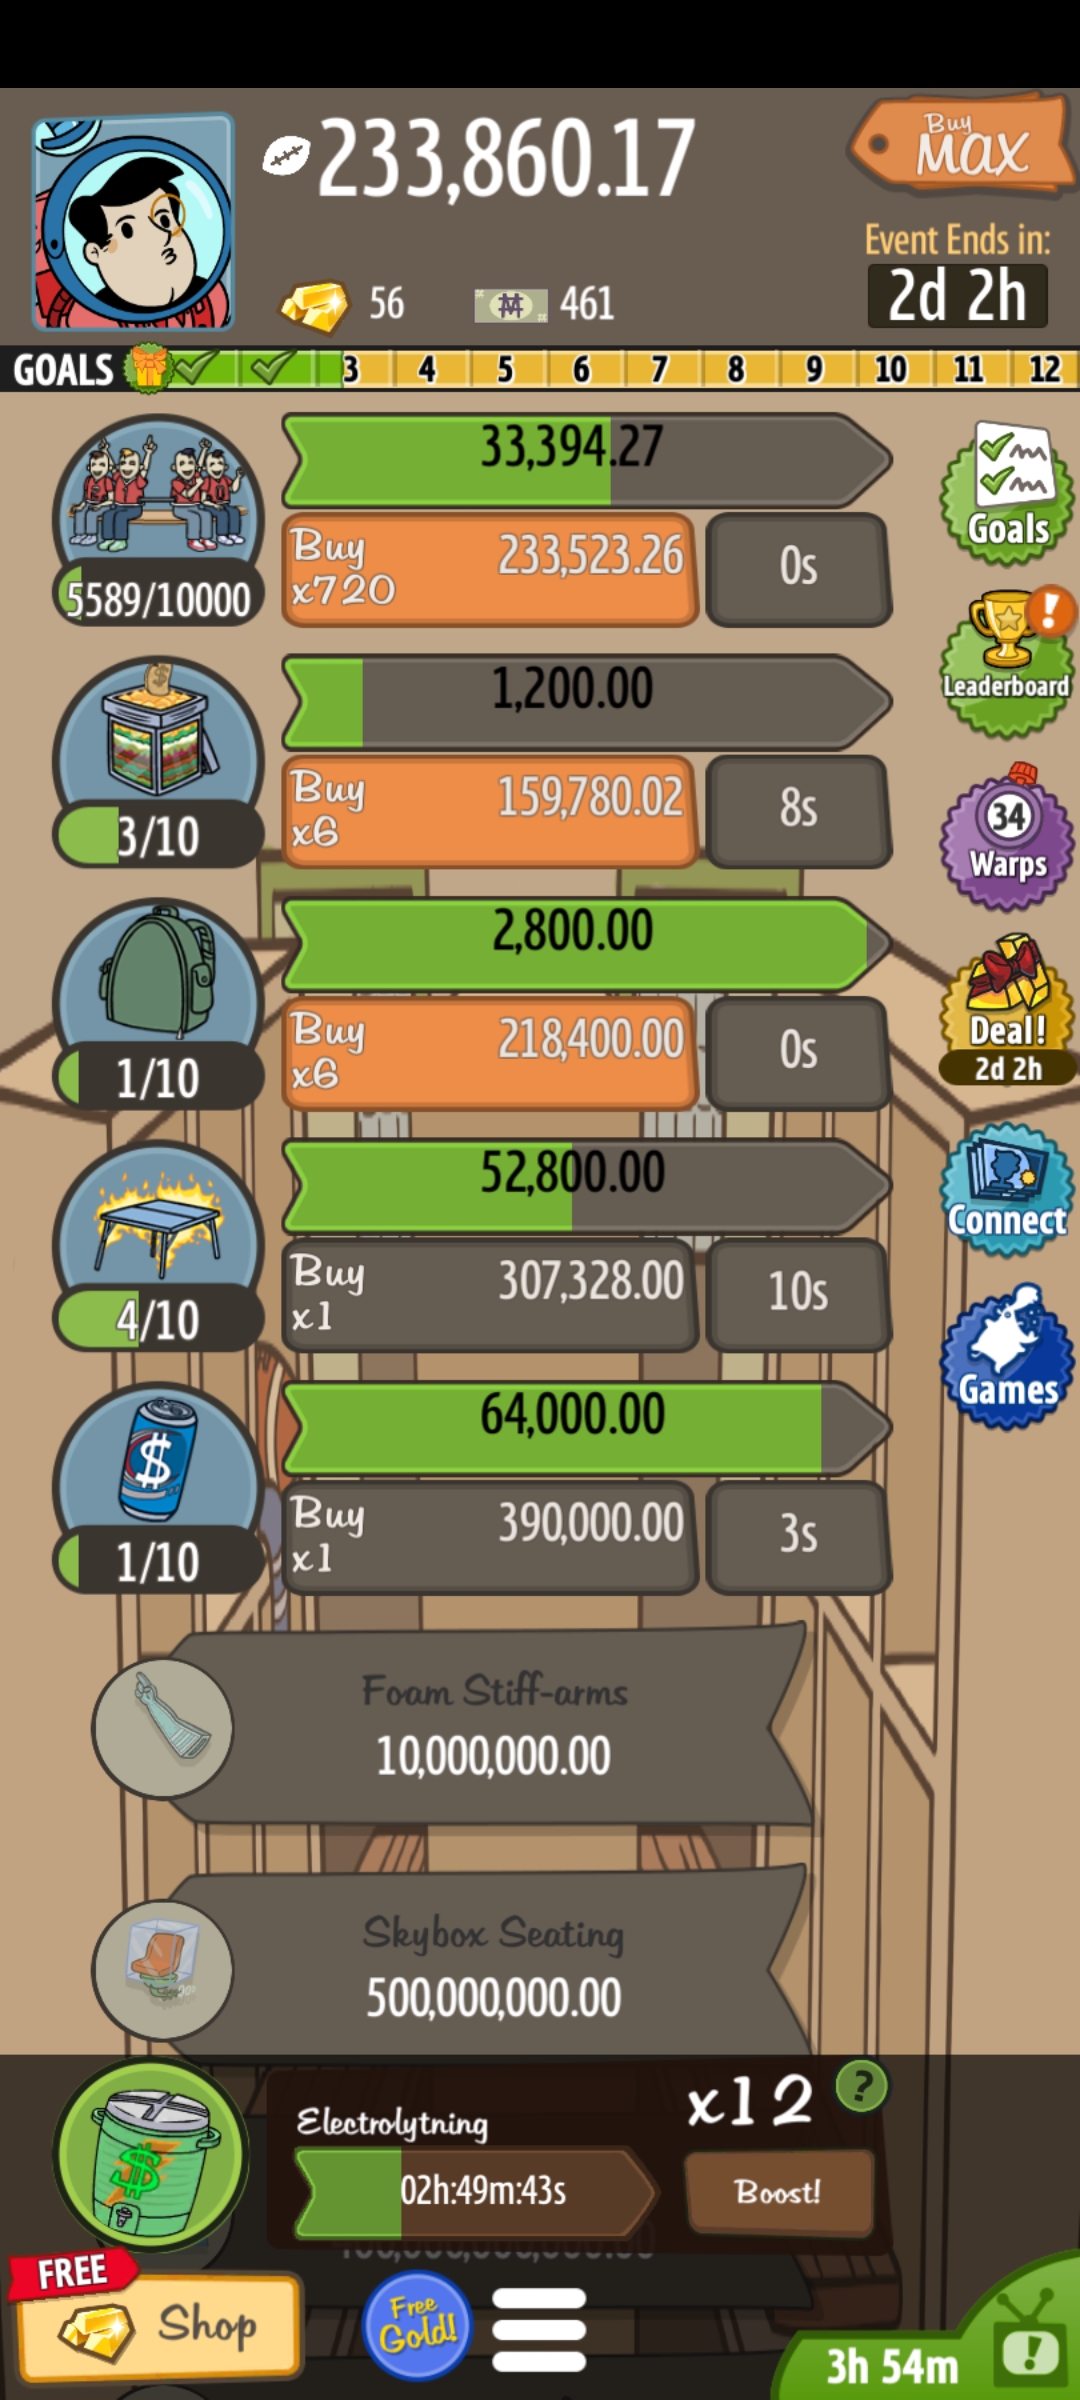 233,860.17
Buy
MAX
Event Ends in:
2d 2h
56
461
GOALS 3 4 5 6 7 8 9 10 11 12
33,394.27
Buy
x720
233,523.26
0s
5589/10000
Goals
1,200.00
Buy
x6
159,780.02
8s
3/10
Leaderboard
2,800.00
Buy
x6
218,400.00
0s
1/10
34
Warps
Deal!
2d 2h
52,800.00
Buy
x1
307,328.00
10s
4/10
Connect
64,000.00
Buy
x1
390,000.00
3s
1/10
Games
Foam Stiff-arms
10,000,000.00
Skybox Seating
500,000,000.00
Electrolytning
x12
?
02h:49m:43s
Boost!
FREE
Shop
Free
Gold!
3h 54m